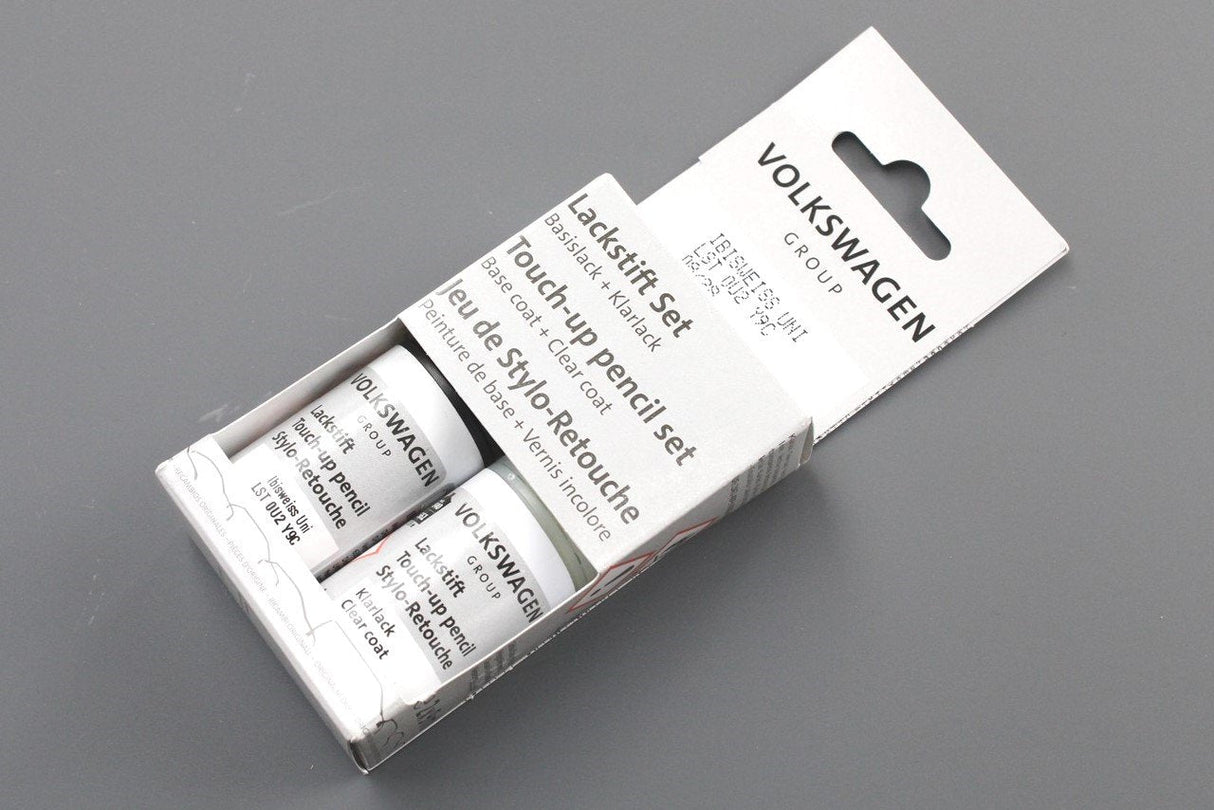 VOLKSWAGEN
GROUP
IBISWEISS UNI
LST 0U2 Y9C
Lackstift Set
Basislack + Klarlack
Touch-up pencil set
Base coat + Clear coat
Jeu de Stylo-Retouche
Peinture de base + Vernis incolore
VOLKSWAGEN
GROUP
Lackstift
Touch-up pencil
Stylo-Retouche
Ibisweiss Uni
LST 0U2 Y9C
VOLKSWAGEN
GROUP
Lackstift
Touch-up pencil
Stylo-Retouche
Klarlack
Clear coat